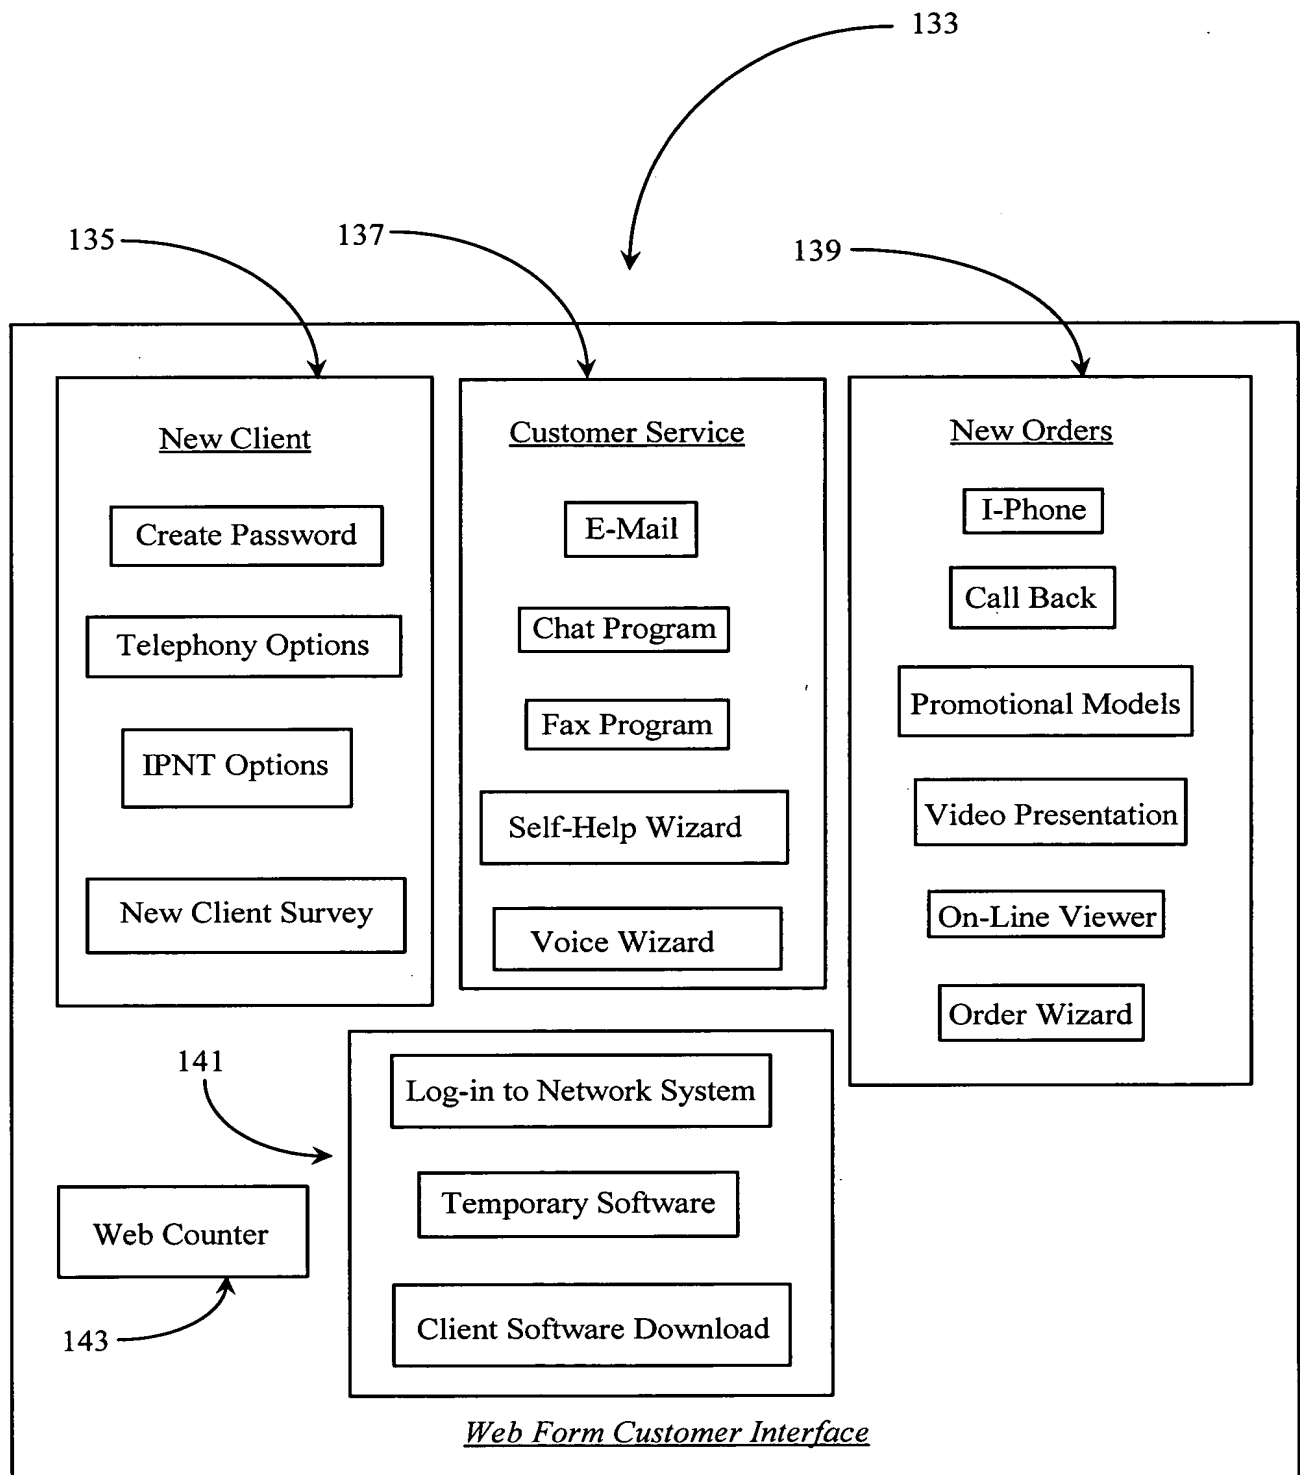 133
135
137
139
New Client
Create Password
Telephony Options
IPNT Options
New Client Survey
Customer Service
E-Mail
Chat Program
Fax Program
Self-Help Wizard
Voice Wizard
New Orders
I-Phone
Call Back
Promotional Models
Video Presentation
On-Line Viewer
Order Wizard
141
Log-in to Network System
Temporary Software
Client Software Download
Web Counter
143
Web Form Customer Interface